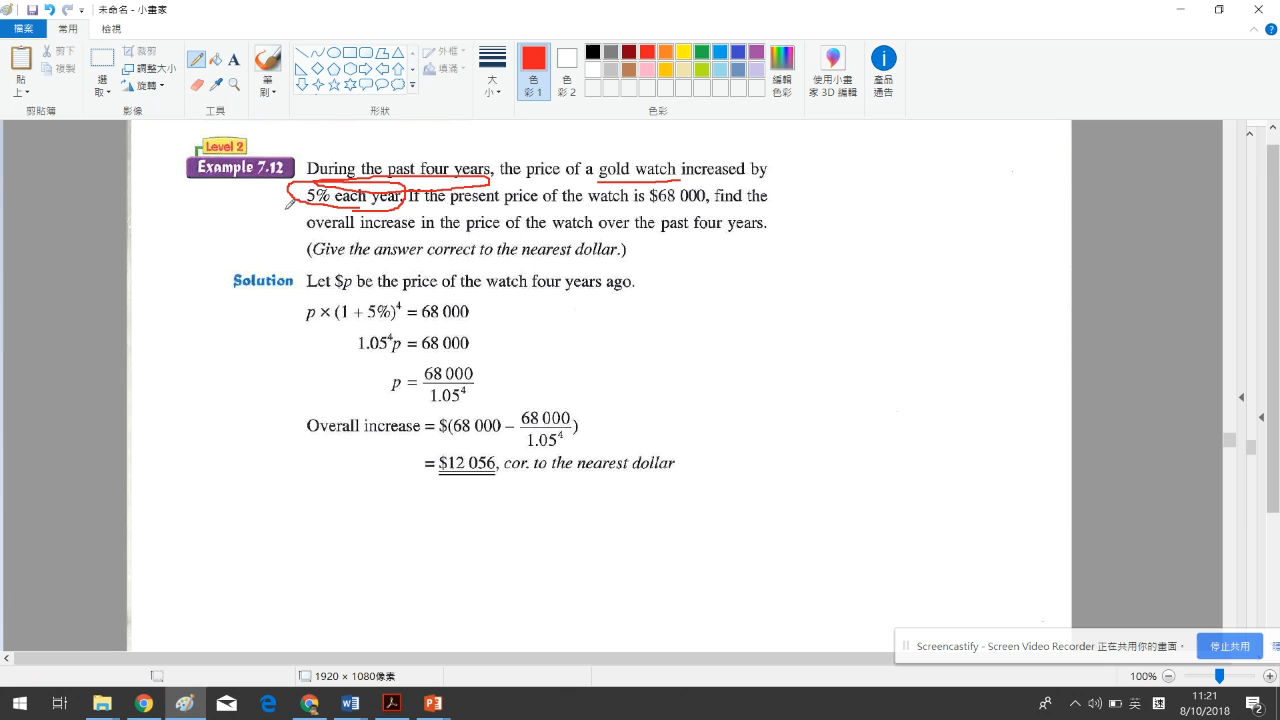 未命名 - 小畫家
檔案 常用 檢視
貼上 剪下 複製 剪貼簿
選取 裁剪 調整大小 旋轉 影像
A 工具
筆刷
外框 填滿 形狀
大小
色彩 1 色彩 2 編輯色彩 色彩
使用小畫家 3D 編輯
產品通告
Level 2
Example 7.12 During the past four years, the price of a gold watch increased by
5% each year. If the present price of the watch is $68 000, find the
overall increase in the price of the watch over the past four years.
(Give the answer correct to the nearest dollar.)
Solution Let $p be the price of the watch four years ago.
p × (1 + 5%)⁴ = 68 000
1.05⁴p = 68 000
p = 68 000 / 1.05⁴
Overall increase = $(68 000 – 68 000 / 1.05⁴)
= $12 056, cor. to the nearest dollar
Screencastify - Screen Video Recorder 正在共用你的畫面。 停止共用
1920 × 1080像素 100%
英 11:21
8/10/2018 2